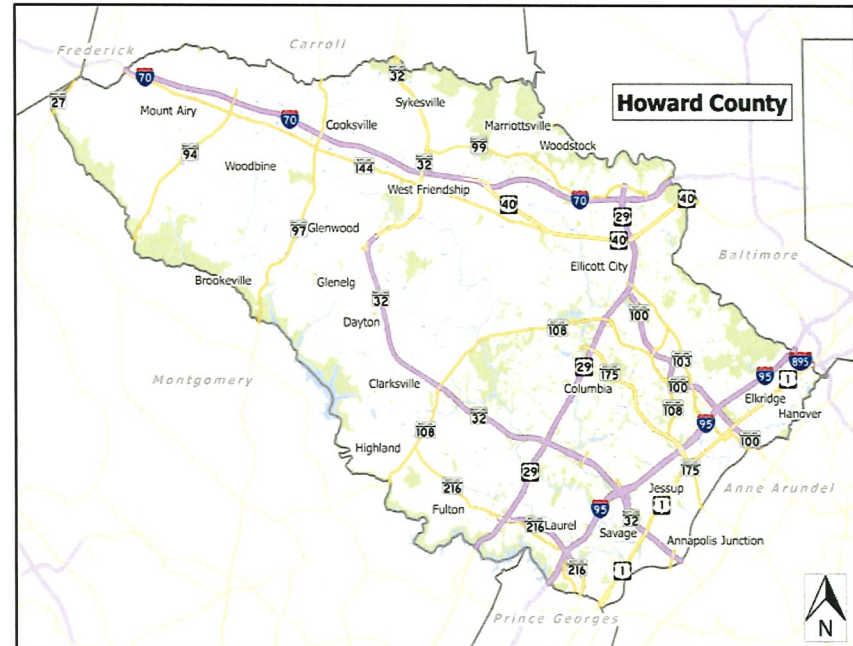 Frederick
Carroll
Howard County
70
32
27
Mount Airy
Sykesville
70
Cooksville
Marriottsville
94
Woodbine
144
32
99
Woodstock
West Friendship
40
70
40
29
97
Glenwood
40
Ellicott City
Baltimore
Brookeville
Glenelg
32
Dayton
100
108
103
895
29
175
95
1
Montgomery
Clarksville
Columbia
100
Elkridge
Hanover
32
108
95
108
100
Highland
29
175
216
Jessup
Anne Arundel
Fulton
95
1
216
Laurel
32
Savage
Annapolis Junction
216
1
Prince Georges
N